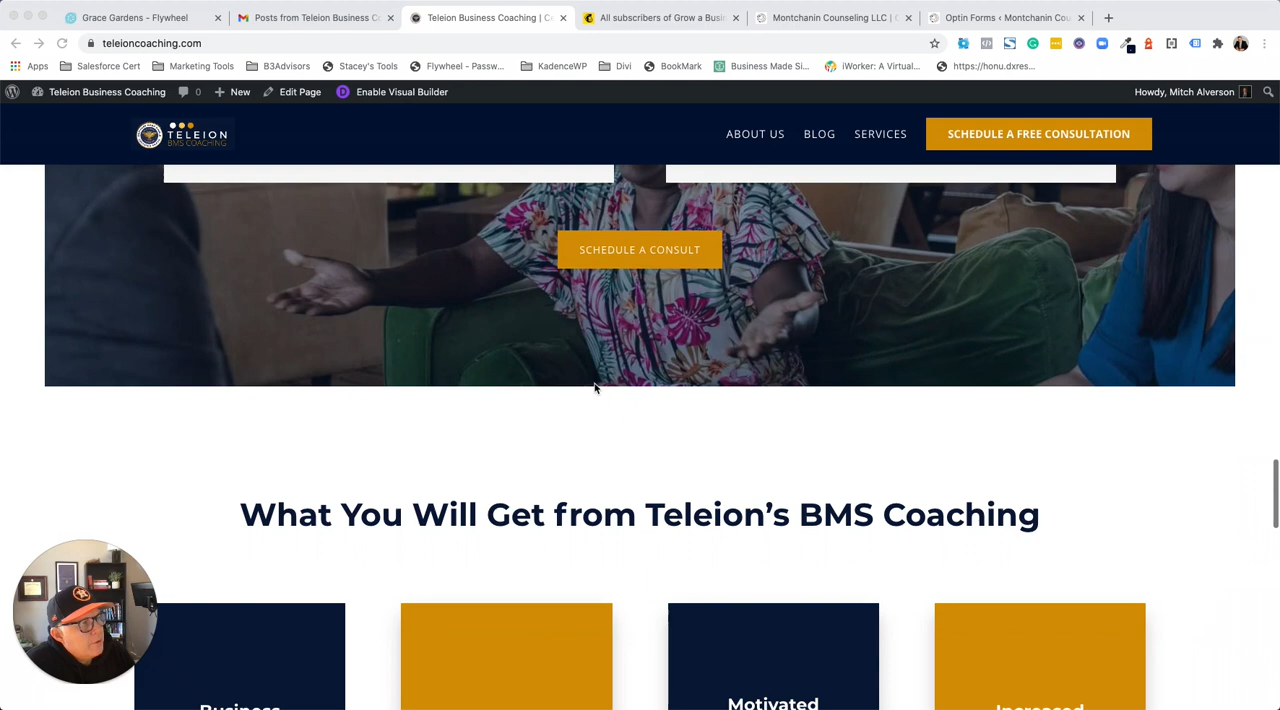 Grace Gardens - Flywheel
Posts from Teleion Business C
Teleion Business Coaching | C
All subscribers of Grow a Busi
Montchanin Counseling LLC | C
Optin Forms ‹ Montchanin Cou
teleioncoaching.com
Apps
Salesforce Cert
Marketing Tools
B3Advisors
Stacey's Tools
Flywheel - Passw...
KadenceWP
Divi
BookMark
Business Made Si...
iWorker: A Virtual...
https://honu.dxres...
Teleion Business Coaching
0
New
Edit Page
Enable Visual Builder
Howdy, Mitch Alverson
TELEION
BMS COACHING
ABOUT US
BLOG
SERVICES
SCHEDULE A FREE CONSULTATION
SCHEDULE A CONSULT
What You Will Get from Teleion’s BMS Coaching
Business
Motivated
Increased